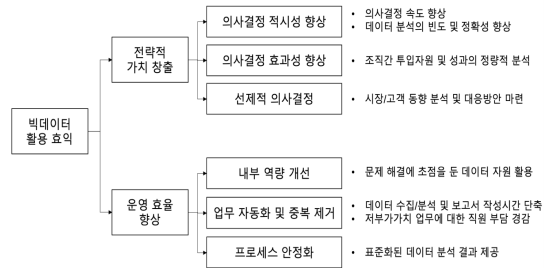 빅데이터
활용 효익
전략적
가치 창출
의사결정 적시성 향상
• 의사결정 속도 향상
• 데이터 분석의 빈도 및 정확성 향상
의사결정 효과성 향상
• 조직간 투입자원 및 성과의 정량적 분석
선제적 의사결정
• 시장/고객 동향 분석 및 대응방안 마련
운영 효율
향상
내부 역량 개선
• 문제 해결에 초점을 둔 데이터 자원 활용
업무 자동화 및 중복 제거
• 데이터 수집/분석 및 보고서 작성시간 단축
• 저부가가치 업무에 대한 직원 부담 경감
프로세스 안정화
• 표준화된 데이터 분석 결과 제공